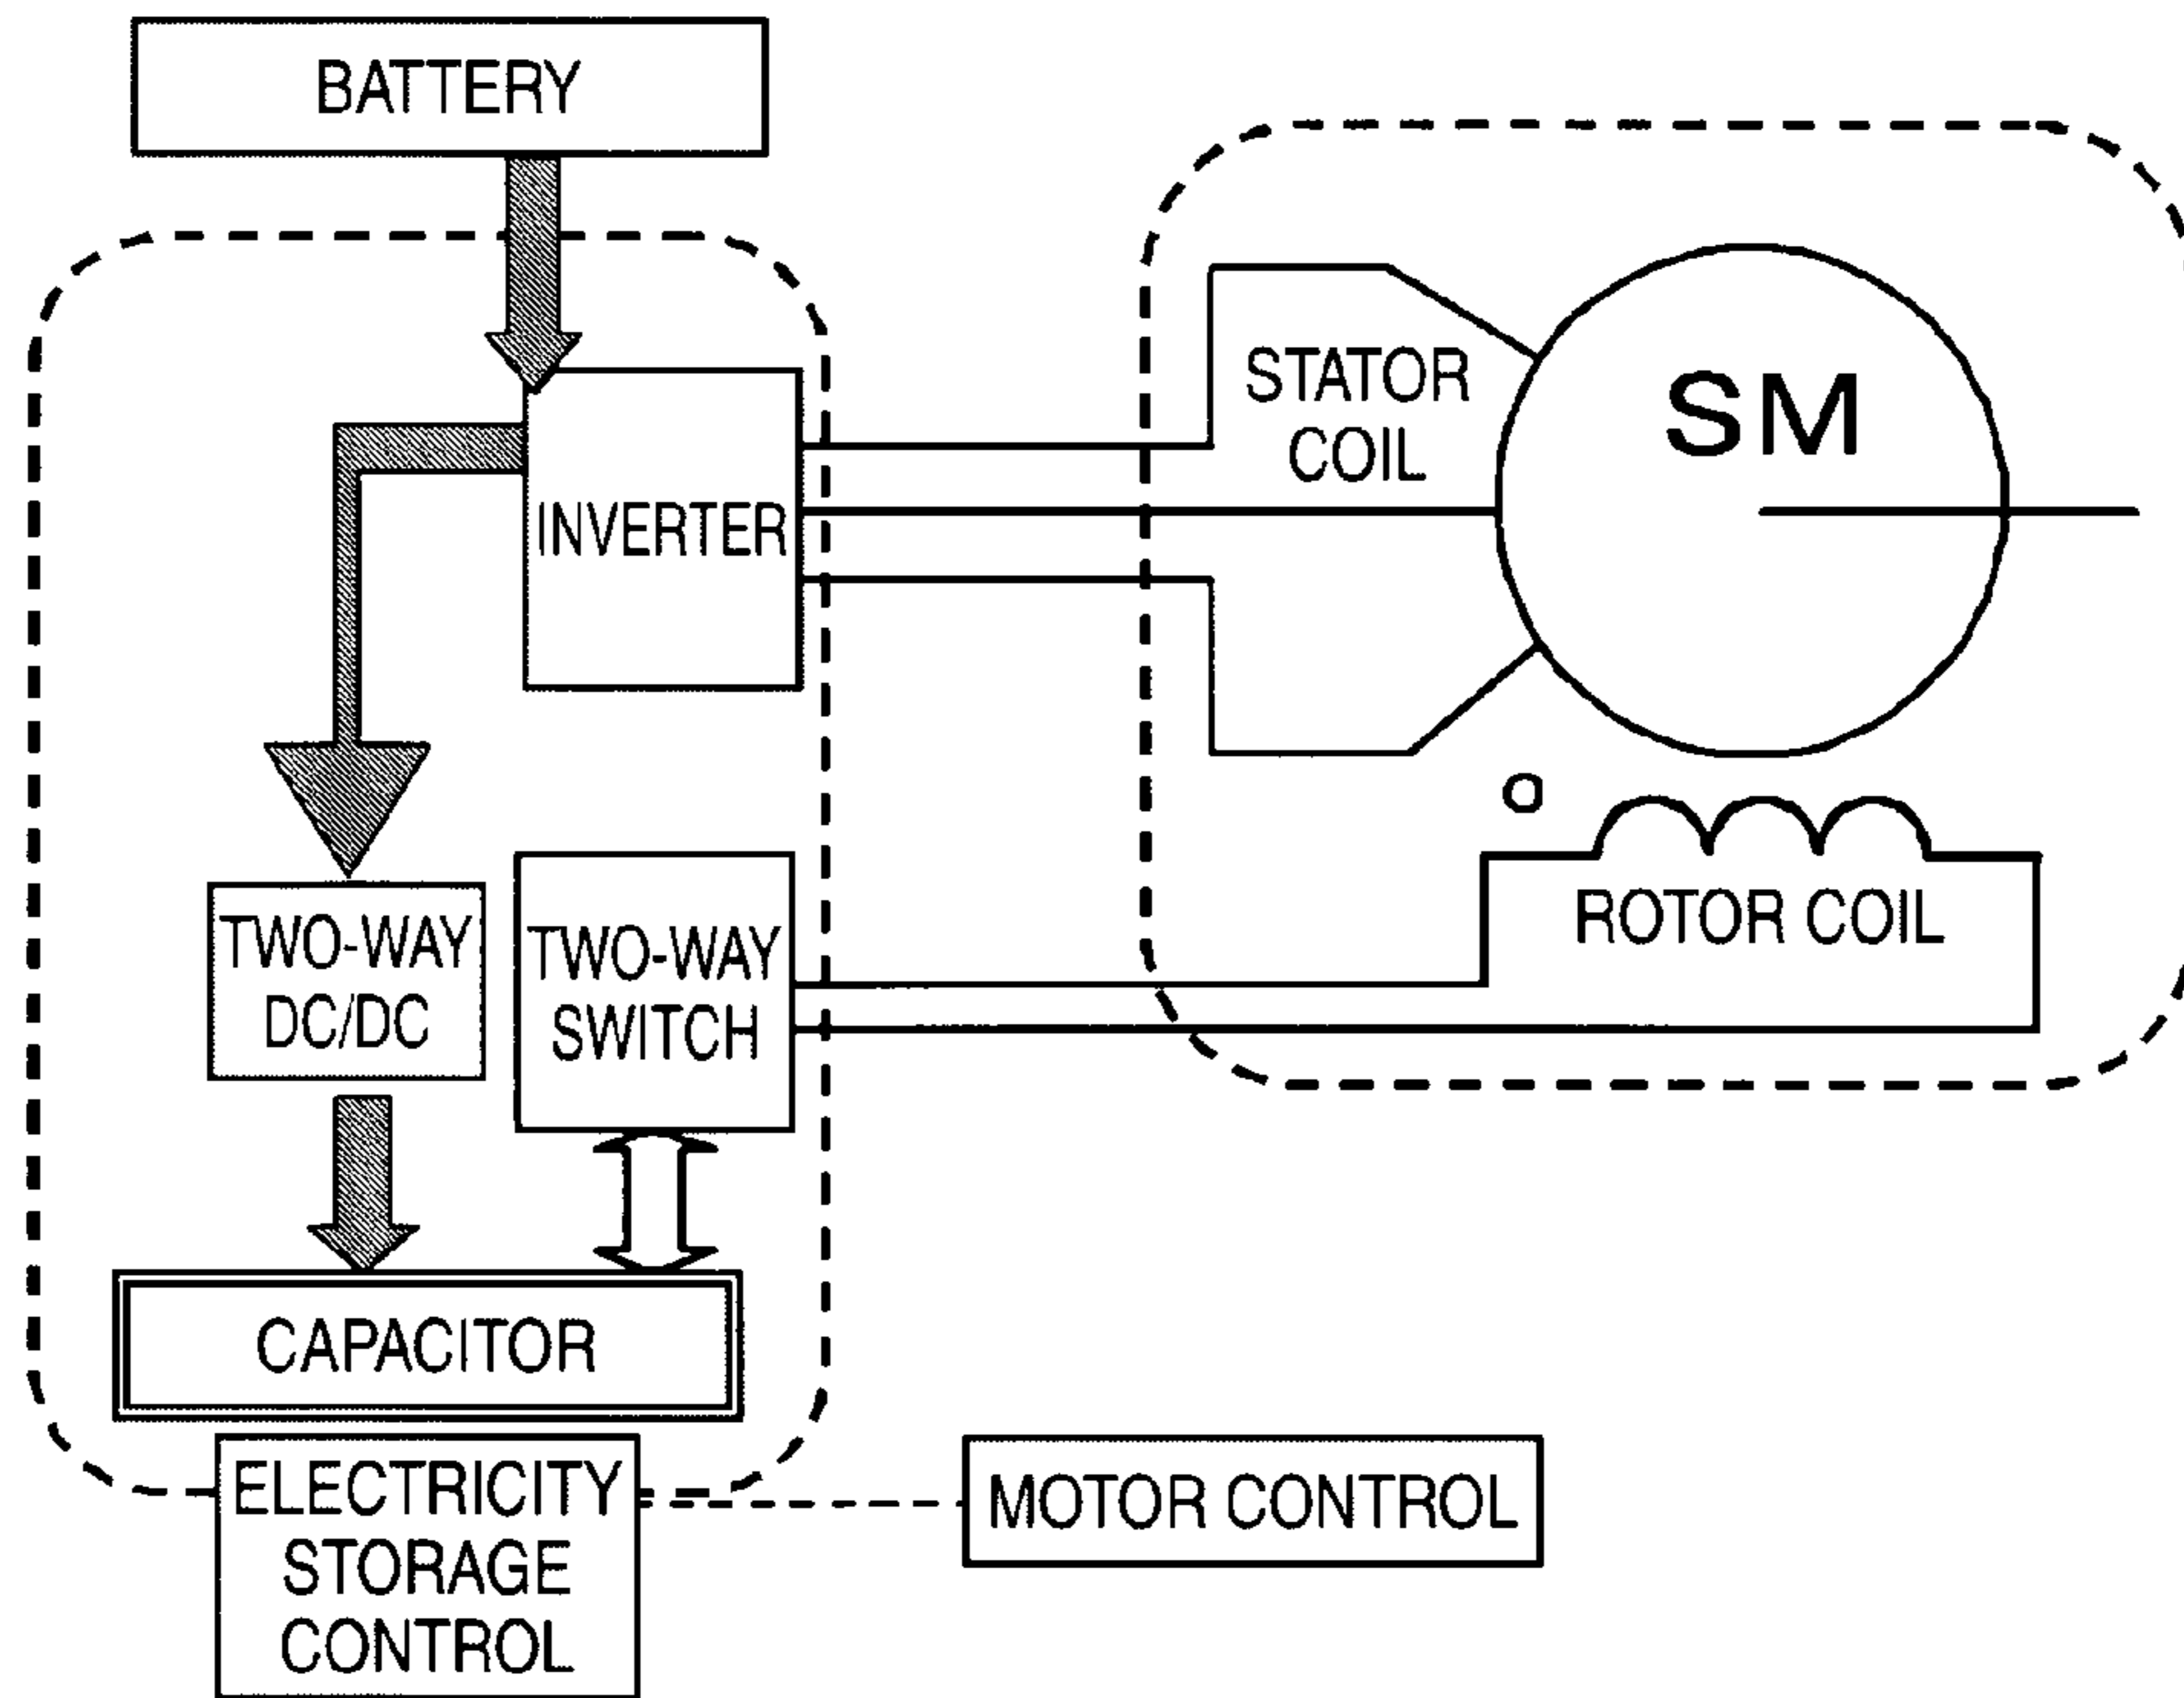 BATTERY
STATOR
COIL
SM
INVERTER
TWO-WAY
DC/DC
TWO-WAY
SWITCH
ROTOR COIL
CAPACITOR
ELECTRICITY
STORAGE
CONTROL
MOTOR CONTROL